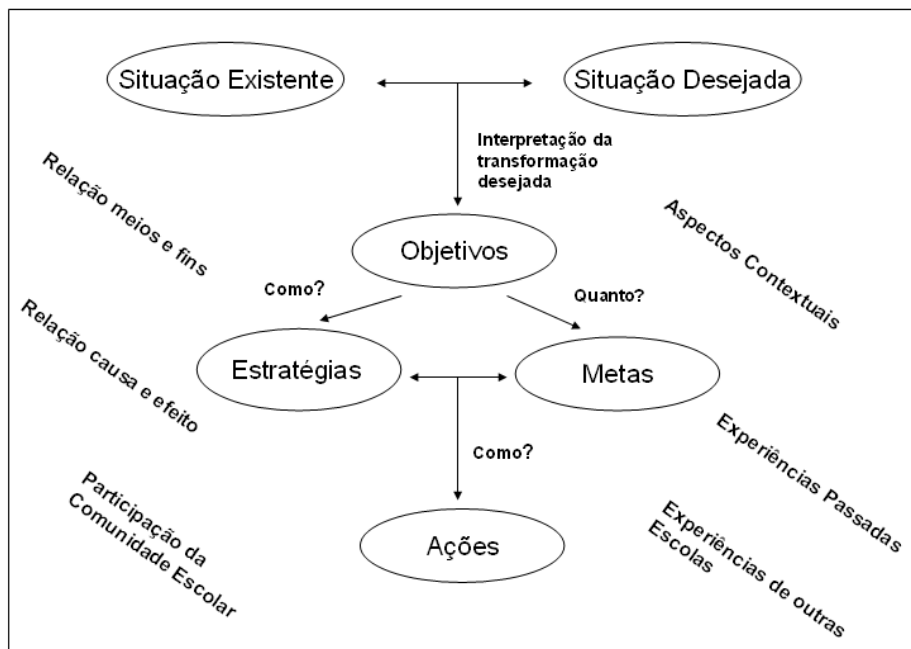 Situação Existente
Situação Desejada
Interpretação da
transformação
desejada
Relação meios e fins
Aspectos Contextuais
Objetivos
Como?
Quanto?
Relação causa e efeito
Estratégias
Metas
Como?
Experiências Passadas
Participação da
Comunidade Escolar
Ações
Experiências de outras
Escolas